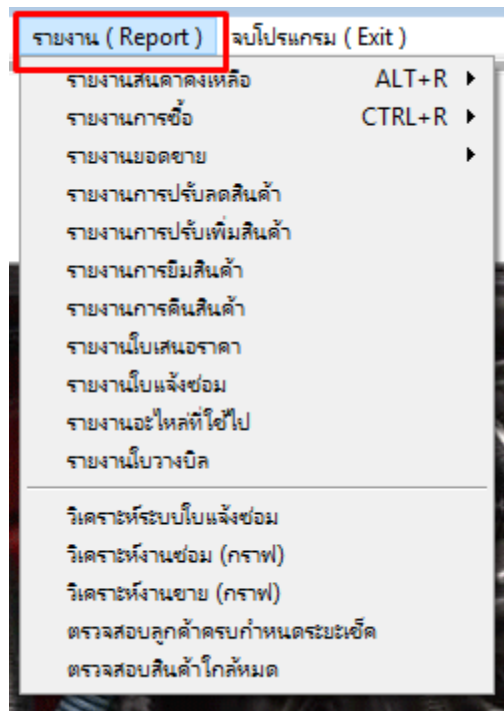 รายงาน ( Report ) จบโปรแกรม ( Exit )
รายงานสินค้าคงเหลือ ALT+R
รายงานการซื้อ CTRL+R
รายงานยอดขาย
รายงานการปรับลดสินค้า
รายงานการปรับเพิ่มสินค้า
รายงานการยืมสินค้า
รายงานการคืนสินค้า
รายงานใบเสนอราคา
รายงานใบแจ้งซ่อม
รายงานอะไหล่ที่ใช้ไป
รายงานใบวางบิล
วิเคราะห์ระบบใบแจ้งซ่อม
วิเคราะห์งานซ่อม (กราฟ)
วิเคราะห์งานขาย (กราฟ)
ตรวจสอบลูกค้าครบกำหนดระยะเช็ค
ตรวจสอบสินค้าใกล้หมด